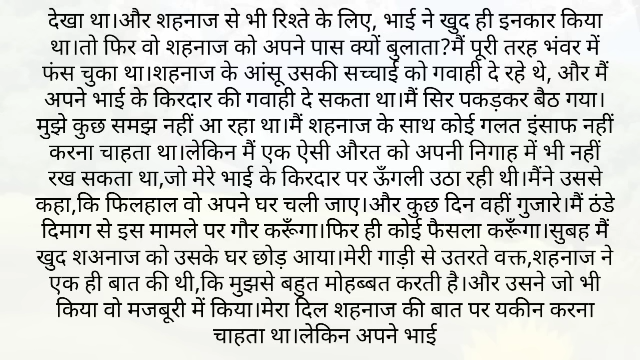 देखा था।और शहनाज से भी रिश्ते के लिए, भाई ने खुद ही इनकार किया
था।तो फिर वो शहनाज को अपने पास क्यों बुलाता?मैं पूरी तरह भंवर में
फंस चुका था।शहनाज के आंसू उसकी सच्चाई को गवाही दे रहे थे, और मैं
अपने भाई के किरदार की गवाही दे सकता था।मैं सिर पकड़कर बैठ गया।
मुझे कुछ समझ नहीं आ रहा था।मैं शहनाज के साथ कोई गलत इंसाफ नहीं
करना चाहता था।लेकिन मैं एक ऐसी औरत को अपनी निगाह में भी नहीं
रख सकता था,जो मेरे भाई के किरदार पर ऊँगली उठा रही थी।मैंने उससे
कहा,कि फिलहाल वो अपने घर चली जाए।और कुछ दिन वहीं गुजारे।मैं ठंडे
दिमाग से इस मामले पर गौर करूँगा।फिर ही कोई फैसला करूँगा।सुबह मैं
खुद शअनाज को उसके घर छोड़ आया।मेरी गाड़ी से उतरते वक्त,शहनाज ने
एक ही बात की थी,कि मुझसे बहुत मोहब्बत करती है।और उसने जो भी
किया वो मजबूरी में किया।मेरा दिल शहनाज की बात पर यकीन करना
चाहता था।लेकिन अपने भाई